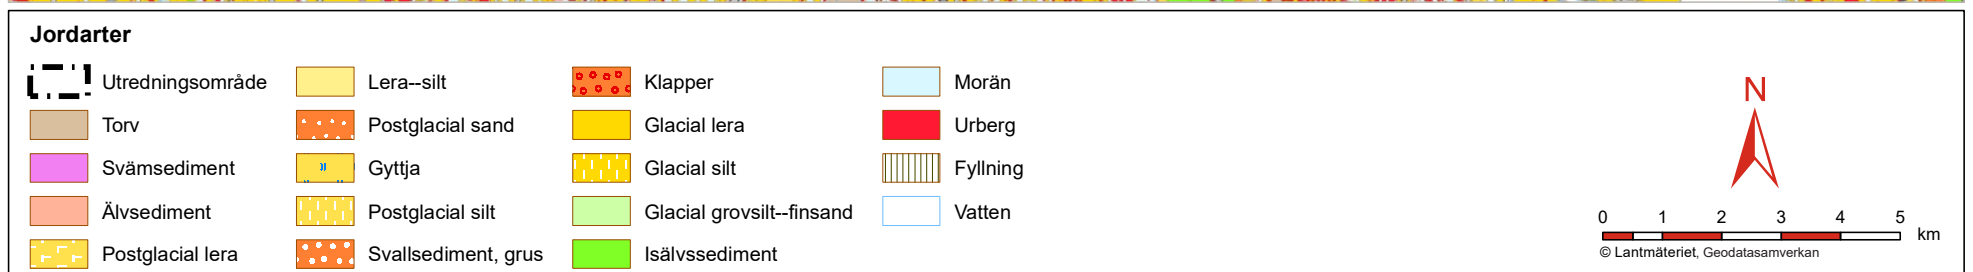 Jordarter
Utredningsområde
Torv
Svämsediment
Älvsediment
Postglacial lera
Lera--silt
Postglacial sand
Gyttja
Postglacial silt
Svallsediment, grus
Klapper
Glacial lera
Glacial silt
Glacial grovsilt--finsand
Isälvssediment
Morän
Urberg
Fyllning
Vatten
N
0 1 2 3 4 5
km
© Lantmäteriet, Geodatasamverkan